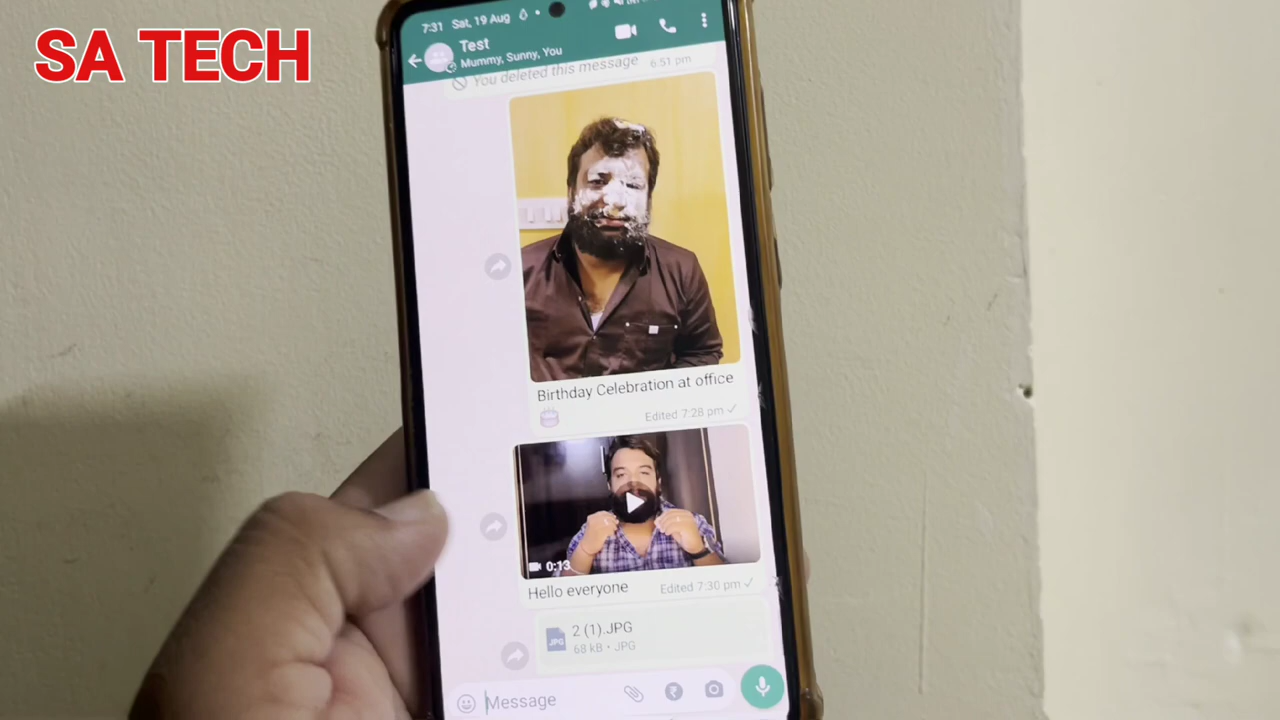 SA TECH
7:31 Sat, 19 Aug
Test
Mummy, Sunny, You
You deleted this message 6:51 pm
Birthday Celebration at office
Edited 7:28 pm
0:13
Hello everyone
Edited 7:30 pm
2 (1).JPG
JPG
68 kB • JPG
Message
₹